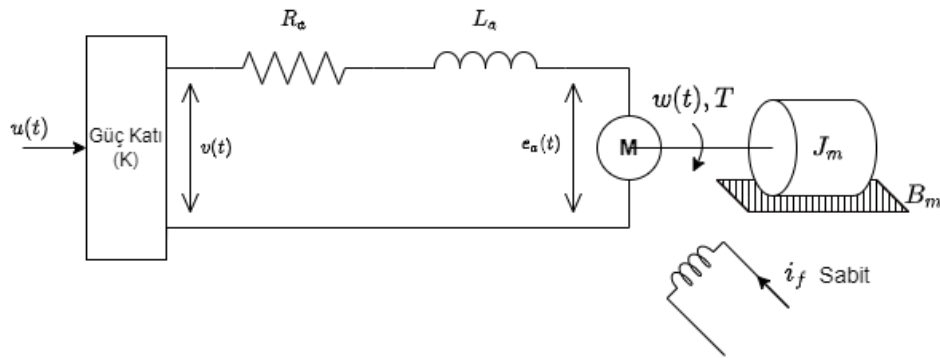 R_a
L_a
u(t)
Güç Katı
(K)
v(t)
e_a(t)
M
w(t), T
J_m
B_m
i_f Sabit